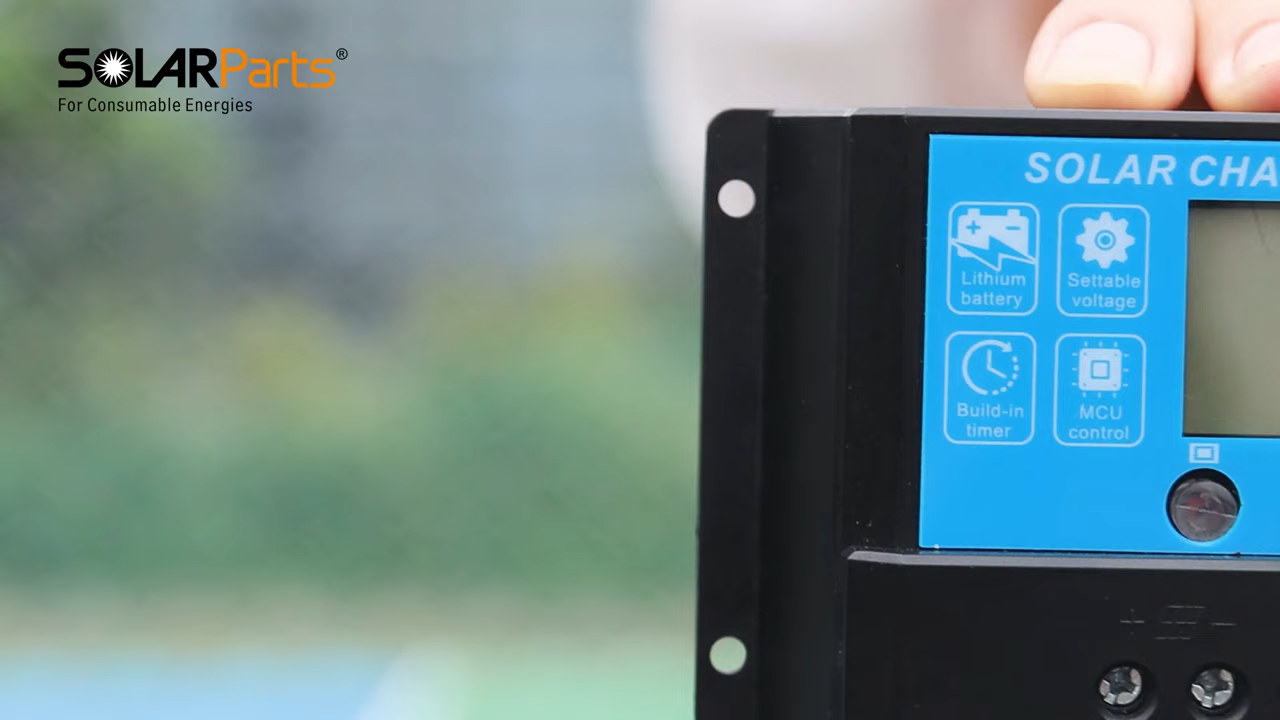 SOLARParts®
For Consumable Energies
SOLAR CHA
Lithium
battery
Settable
voltage
Build-in
timer
MCU
control